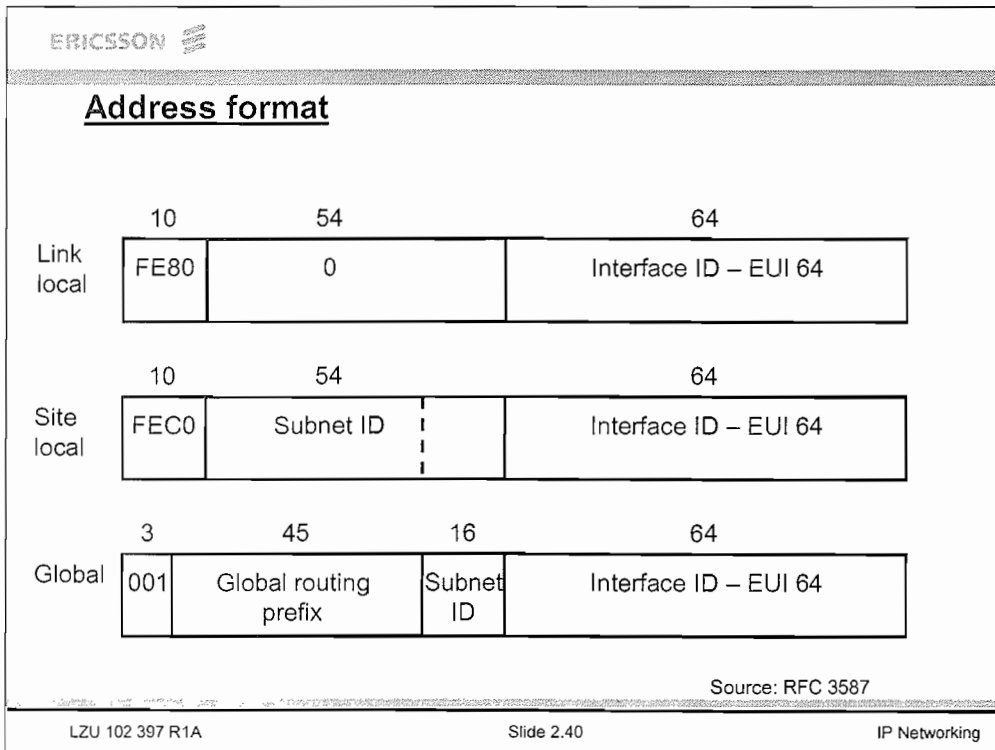 ERICSSON
Address format
10 54 64
Link local
FE80 0 Interface ID – EUI 64
10 54 64
Site local
FEC0 Subnet ID Interface ID – EUI 64
3 45 16 64
Global 001 Global routing prefix Subnet ID Interface ID – EUI 64
Source: RFC 3587
LZU 102 397 R1A Slide 2.40 IP Networking